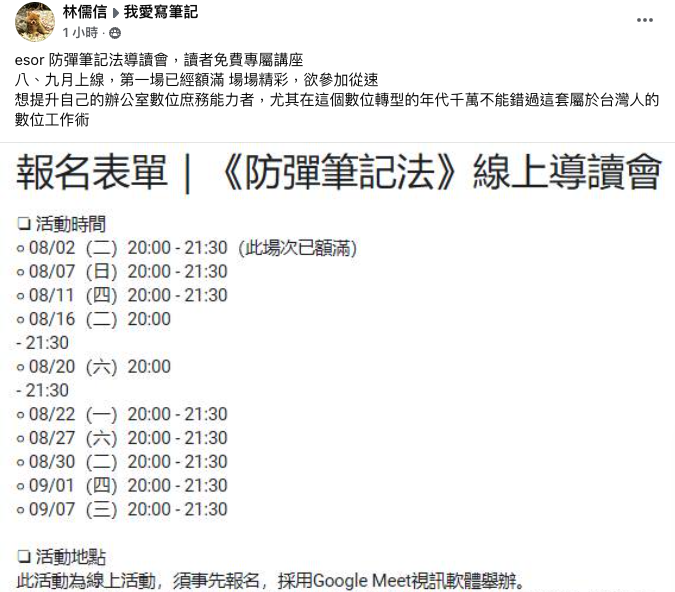 林儒信 ▸ 我愛寫筆記
1 小時 ·
esor 防彈筆記法導讀會，讀者免費專屬講座
八、九月上線，第一場已經額滿 場場精彩，欲參加從速
想提升自己的辦公室數位庶務能力者，尤其在這個數位轉型的年代千萬不能錯過這套屬於台灣人的
數位工作術
報名表單｜《防彈筆記法》線上導讀會
❏ 活動時間
○ 08/02（二）20:00 - 21:30（此場次已額滿）
○ 08/07（日）20:00 - 21:30
○ 08/11（四）20:00 - 21:30
○ 08/16（二）20:00
- 21:30
○ 08/20（六）20:00
- 21:30
○ 08/22（一）20:00 - 21:30
○ 08/27（六）20:00 - 21:30
○ 08/30（二）20:00 - 21:30
○ 09/01（四）20:00 - 21:30
○ 09/07（三）20:00 - 21:30
❏ 活動地點
此活動為線上活動，須事先報名，採用Google Meet視訊軟體舉辦。